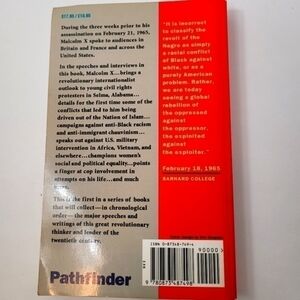 $17.95 / £10.95
During the three weeks prior to his
assassination on February 21, 1965,
Malcolm X spoke to audiences in
Britain and France and across the
United States.
In the speeches and interviews in
this book, Malcolm X... brings a
revolutionary internationalist
outlook to young civil rights
protesters in Selma, Alabama...
details for the first time some of the
conflicts that led to him being
driven out of the Nation of Islam...
campaigns against anti-Black racism
and anti-immigrant chauvinism...
speaks out against U.S. military
intervention in Africa, Vietnam, and
elsewhere... champions women's
social and political equality... points
a finger at cop involvement in
attempts on his life... and much
more.
This is the first in a series of books
that will collect—in chronological
order—the major speeches and
writings of this great revolutionary
thinker and leader of the
twentieth century.
Pathfinder
"It is incorrect
to classify the
revolt of the
Negro as simply
a racial conflict
of Black against
white, or as a
purely American
problem. Rather,
we are today
seeing a global
rebellion of
the oppressed
against
the oppressor,
the exploited
against
the exploiter."
February 18, 1965
BARNARD COLLEGE
ISBN 0-87348-749-4
90000
9 780873 487498